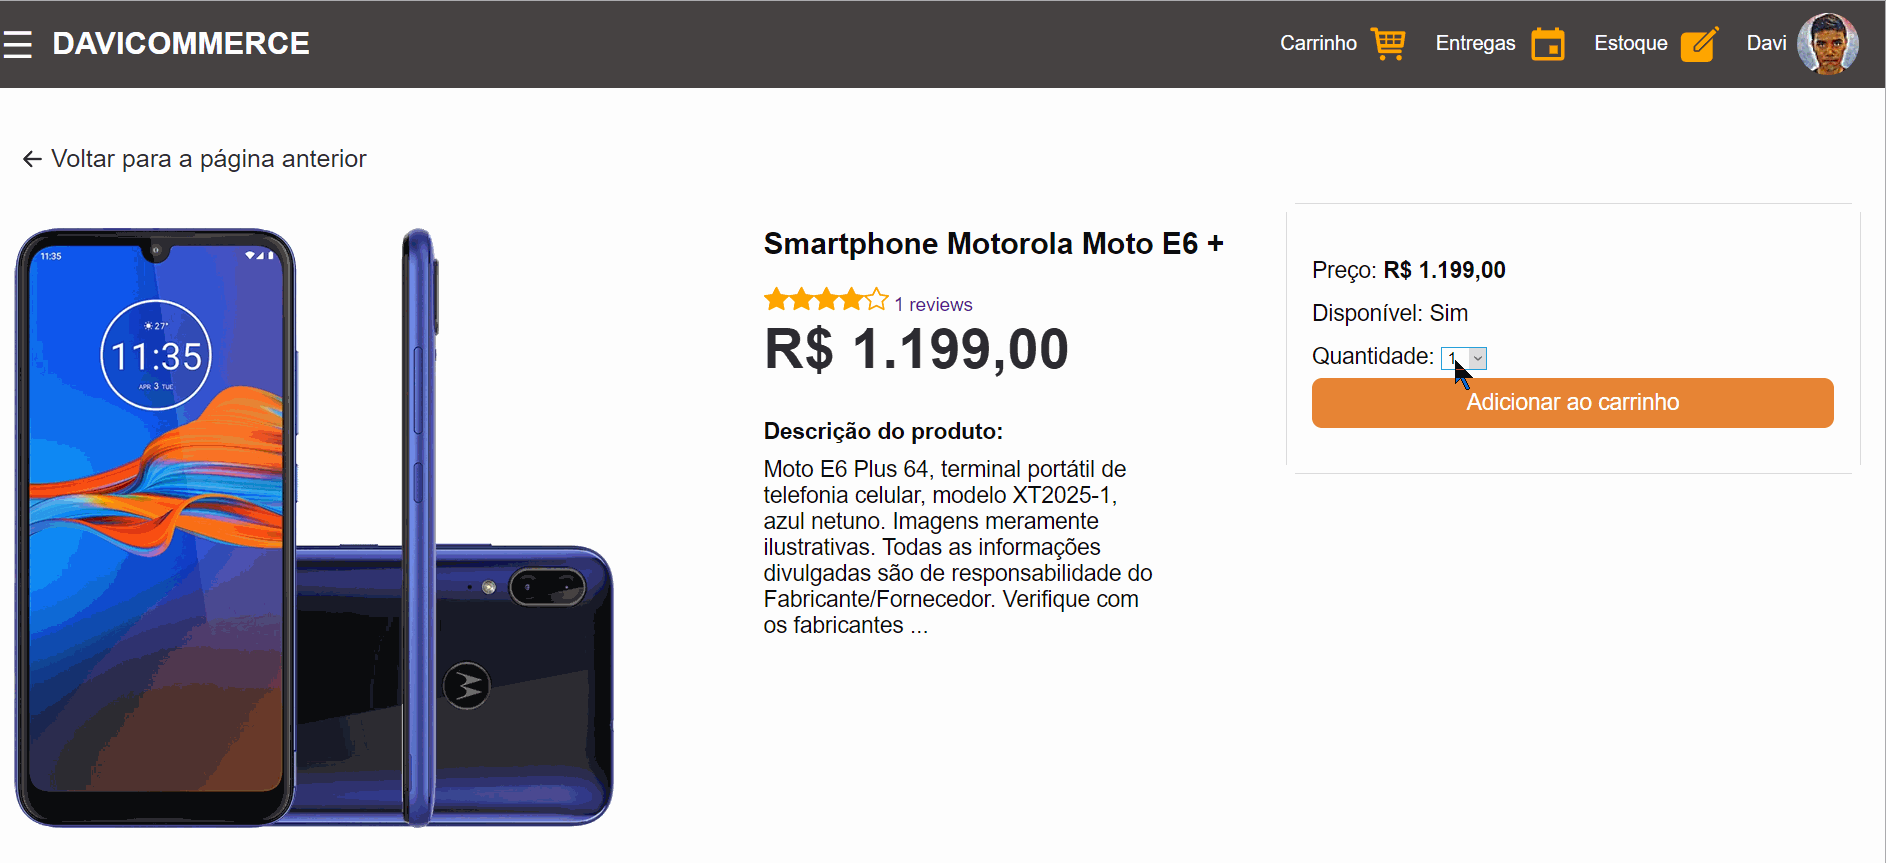 DAVICOMMERCE
Carrinho
Entregas
Estoque
Davi
Voltar para a página anterior
11:35
27°
11:35
APR 3 TUE
Smartphone Motorola Moto E6 +
1 reviews
R$ 1.199,00
Descrição do produto:
Moto E6 Plus 64, terminal portátil de
telefonia celular, modelo XT2025-1,
azul netuno. Imagens meramente
ilustrativas. Todas as informações
divulgadas são de responsabilidade do
Fabricante/Fornecedor. Verifique com
os fabricantes ...
Preço: R$ 1.199,00
Disponível: Sim
Quantidade: 1
Adicionar ao carrinho